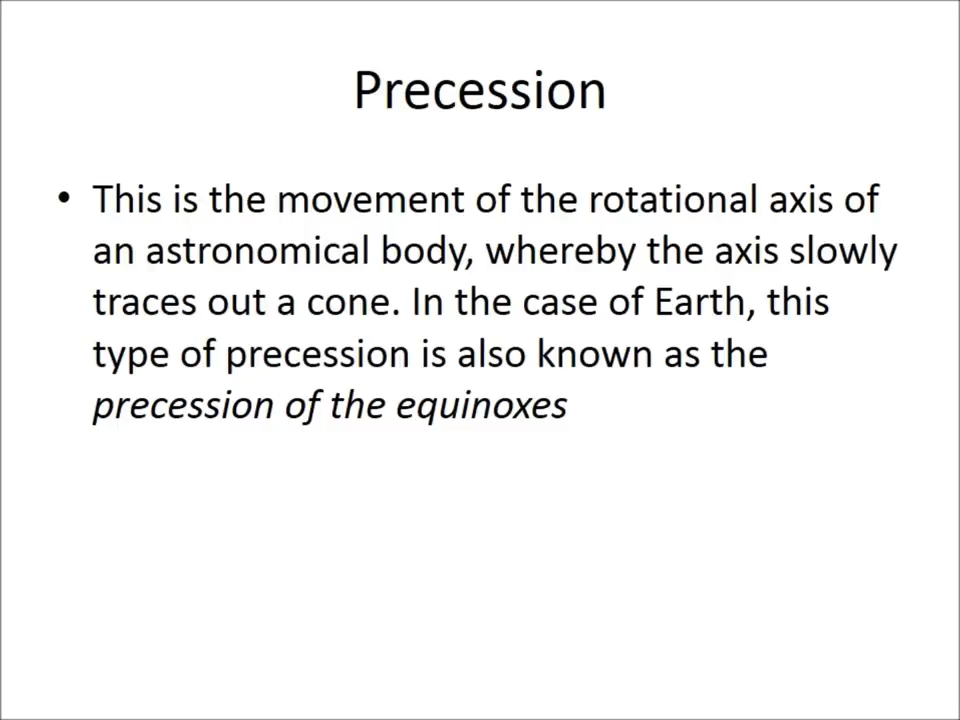 Precession
• This is the movement of the rotational axis of
an astronomical body, whereby the axis slowly
traces out a cone. In the case of Earth, this
type of precession is also known as the
precession of the equinoxes